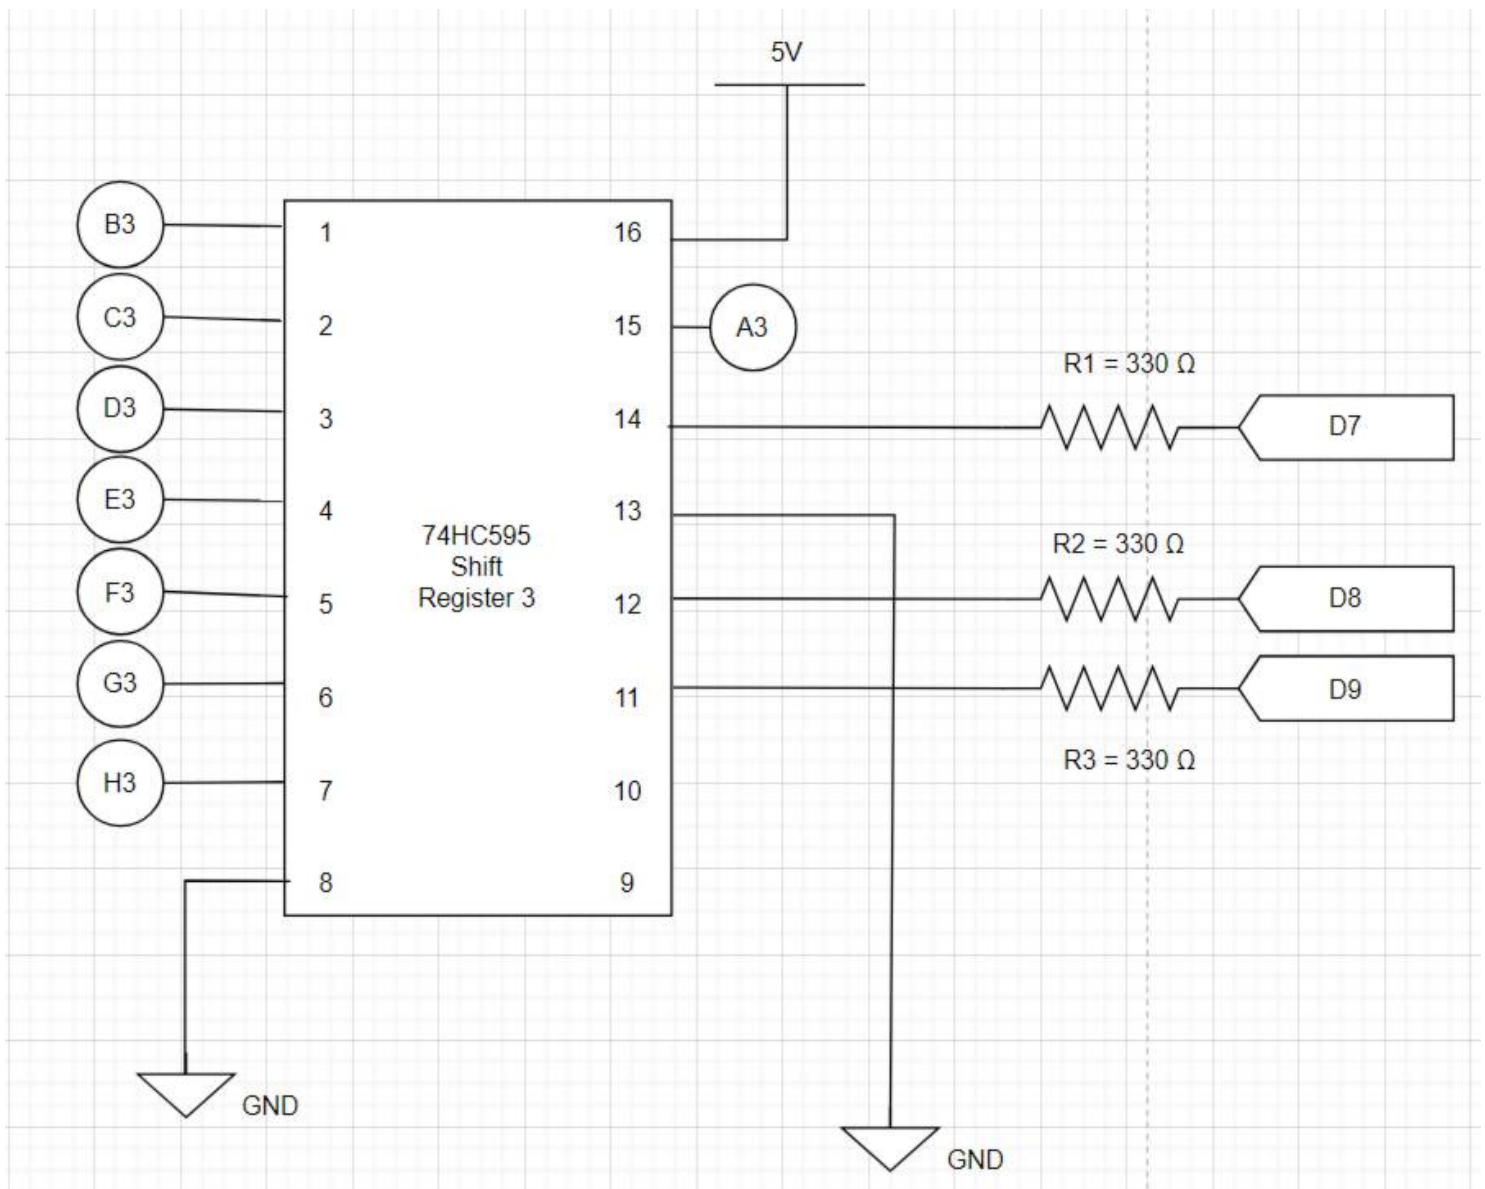 5V
B3
1
16
C3
2
15
A3
R1 = 330 Ω
D3
3
14
D7
E3
4
13
74HC595
Shift
Register 3
R2 = 330 Ω
F3
5
12
D8
G3
6
11
D9
R3 = 330 Ω
H3
7
10
8
9
GND
GND